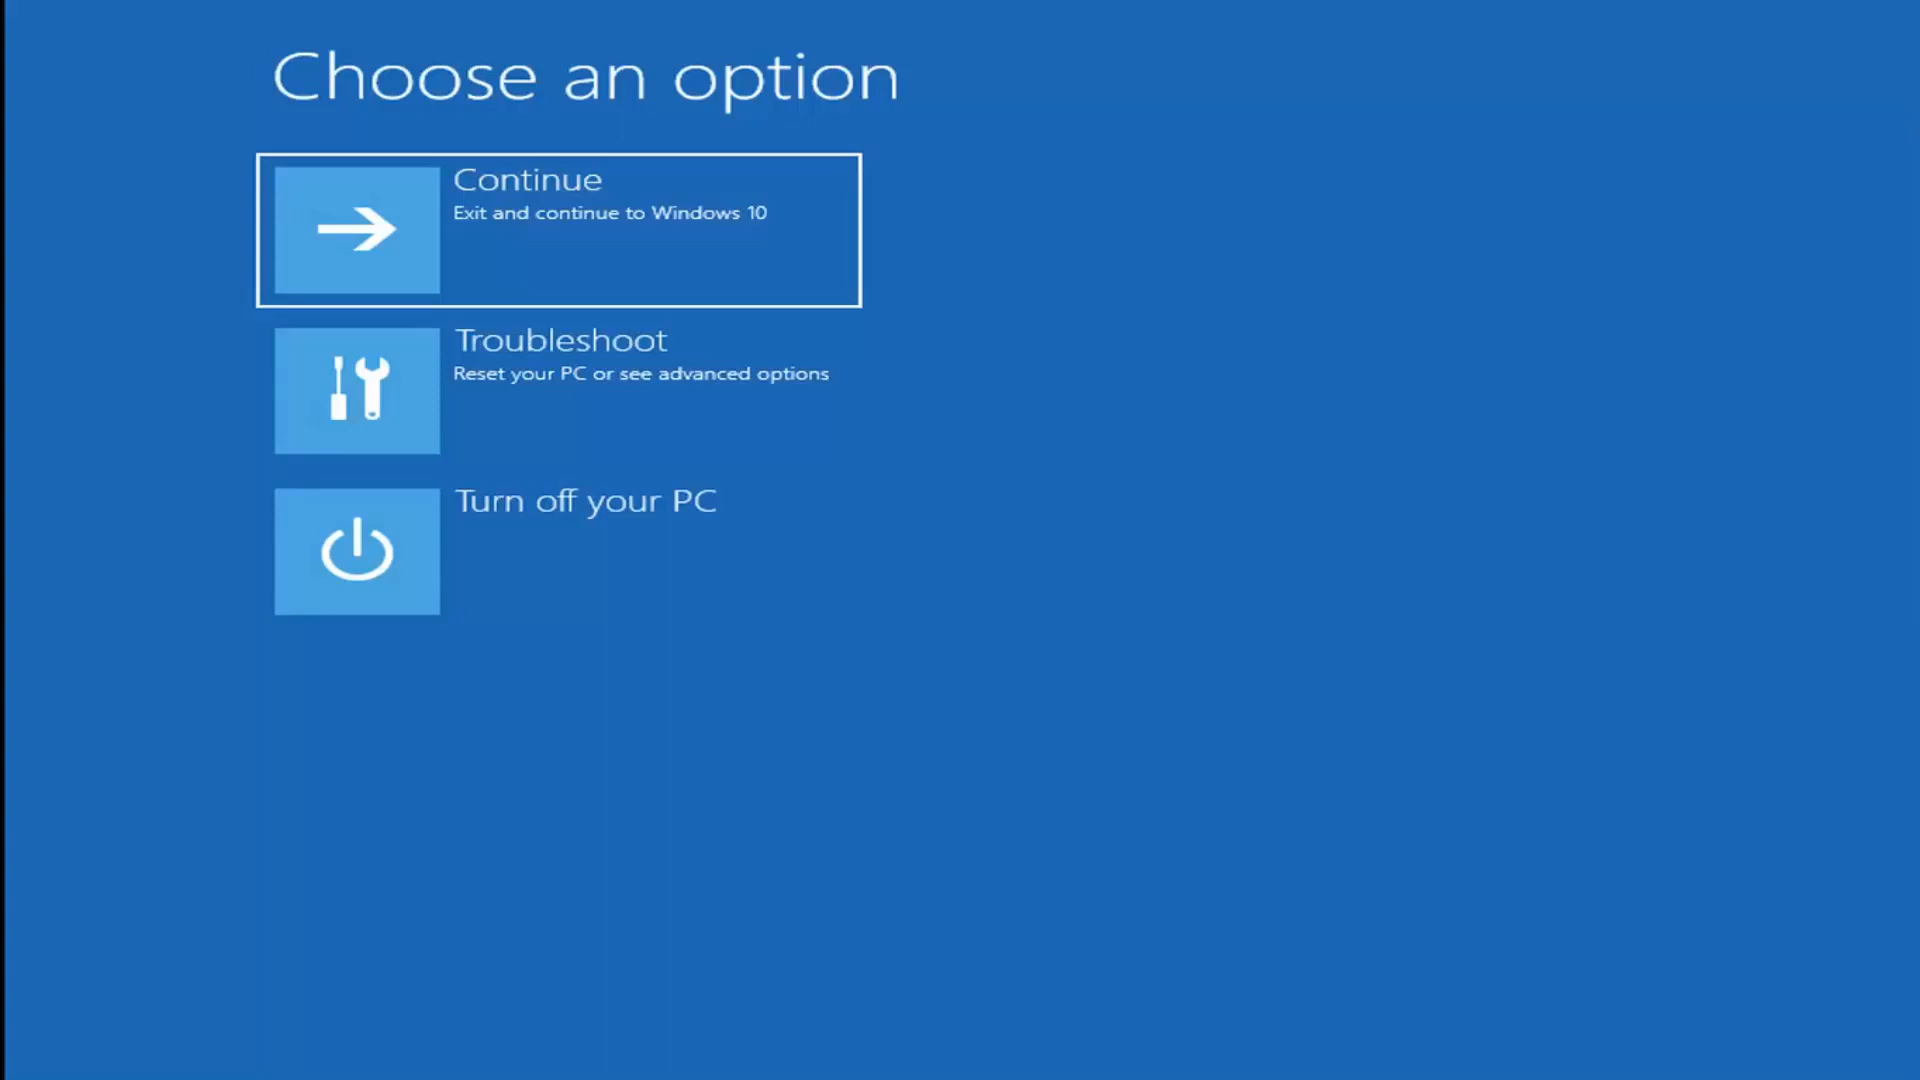 Choose an option
Continue
Exit and continue to Windows 10
Troubleshoot
Reset your PC or see advanced options
Turn off your PC